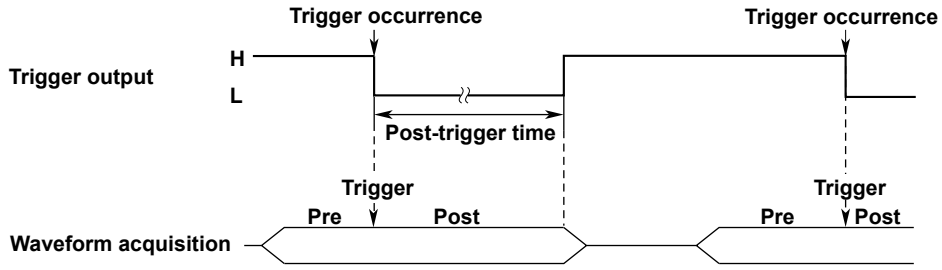 Trigger occurrence Trigger occurrence
H
Trigger output
L
Post-trigger time
Trigger Trigger
Pre Post Pre Post
Waveform acquisition